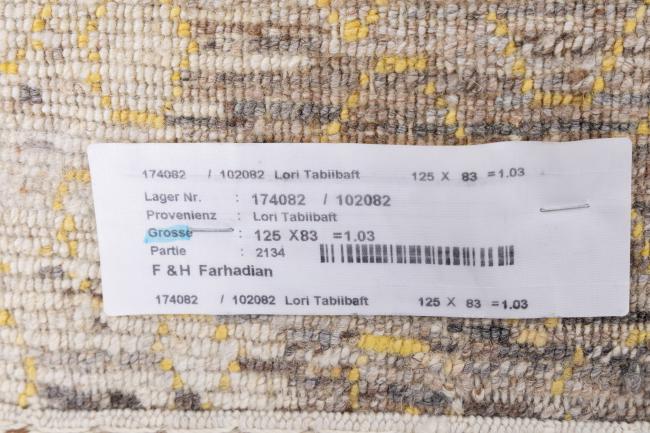 174082 / 102082 Lori Tabiibaft 125 X 83 =1.03
Lager Nr. : 174082 / 102082
Provenienz : Lori Tabiibaft
Grosse : 125 X83 =1.03
Partie : 2134
F & H Farhadian
174082 / 102082 Lori Tabiibaft 125 X 83 =1.03